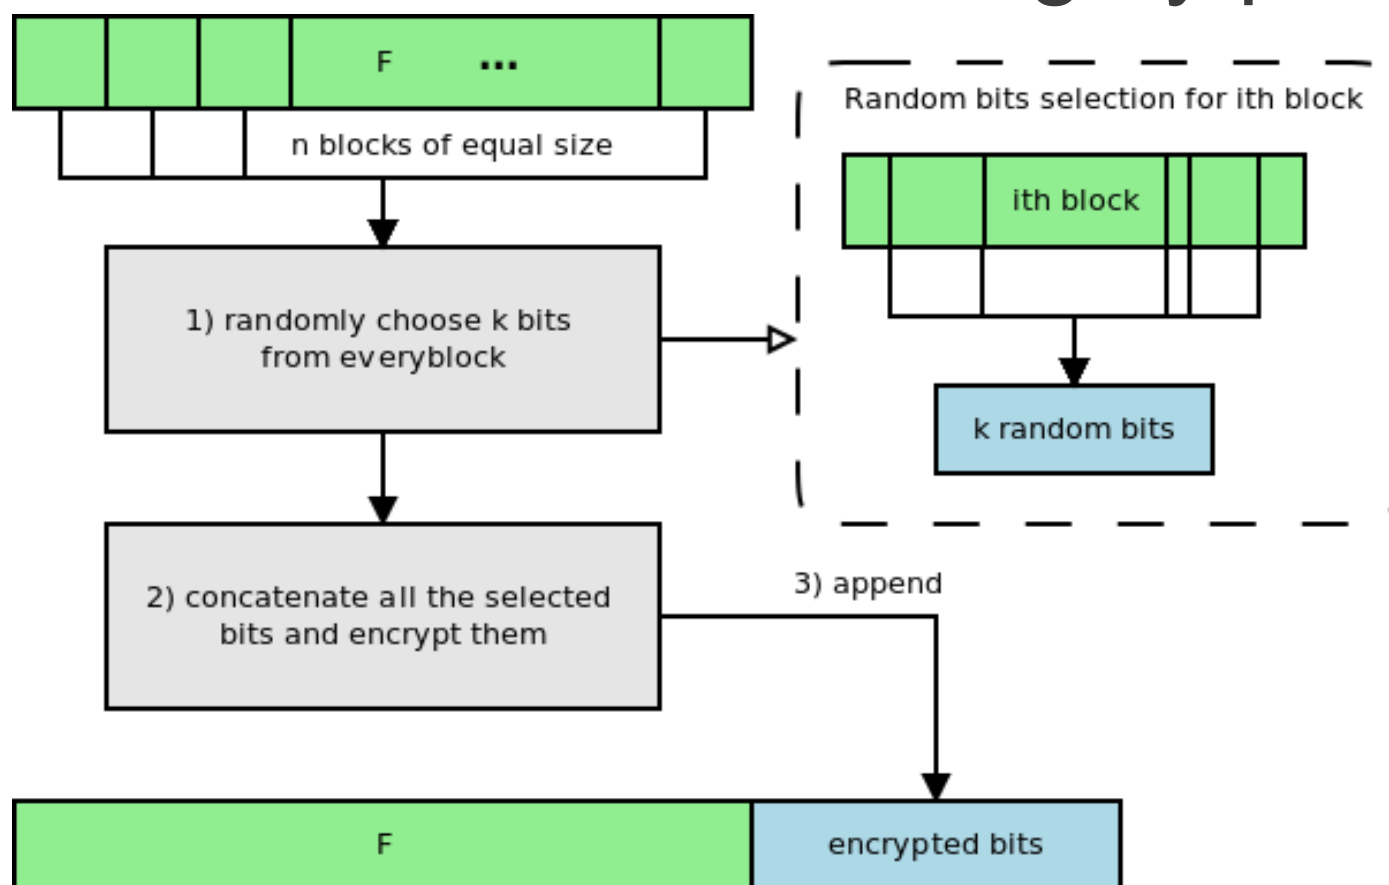 F ...
n blocks of equal size
Random bits selection for ith block
ith block
1) randomly choose k bits
from everyblock
k random bits
2) concatenate all the selected
bits and encrypt them
3) append
F
encrypted bits